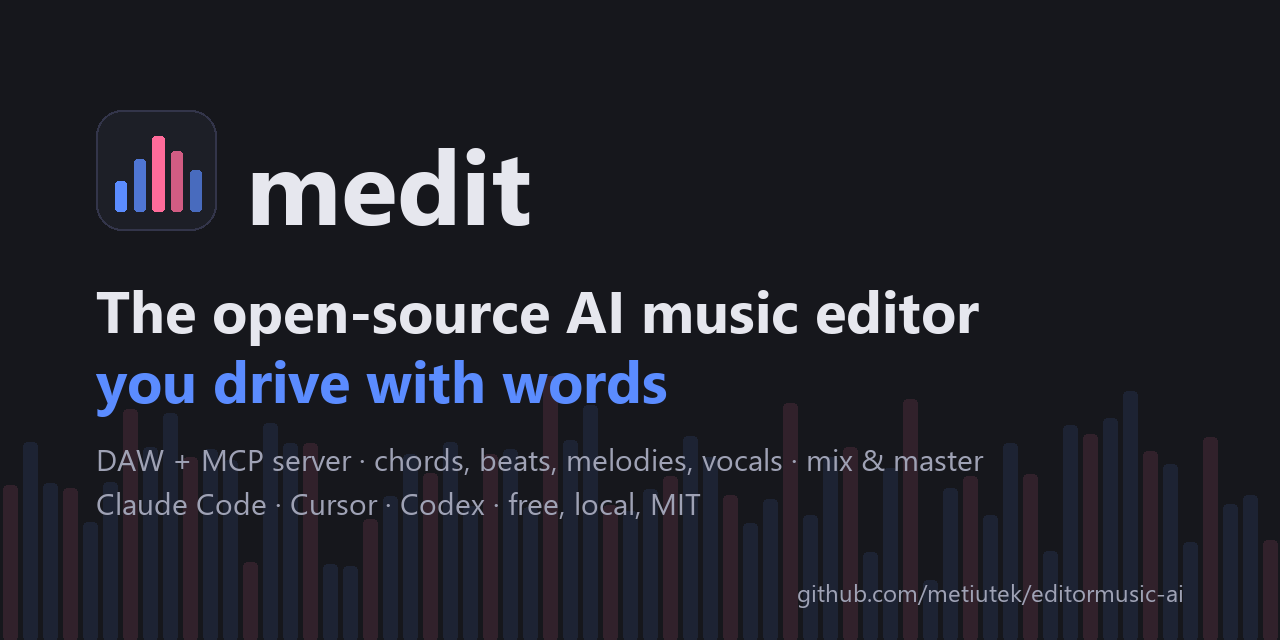 medit
The open-source AI music editor
you drive with words
DAW + MCP server · chords, beats, melodies, vocals · mix & master
Claude Code · Cursor · Codex · free, local, MIT
github.com/metiutek/editormusic-ai